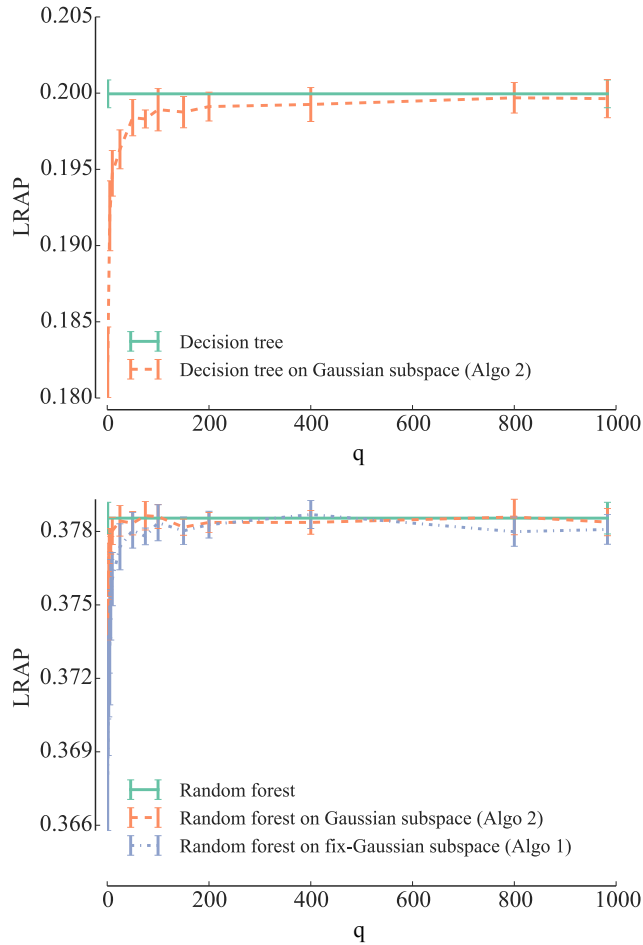 0.200
0.195
0.190
0.185
0.180
LRAP
Decision tree
Decision tree on Gaussian subspace (Algo 2)
0 200 400 600 800 1000
q
0.378
0.375
0.372
0.369
0.366
LRAP
Random forest
Random forest on Gaussian subspace (Algo 2)
Random forest on fix-Gaussian subspace (Algo 1)
0 200 400 600 800 1000
q